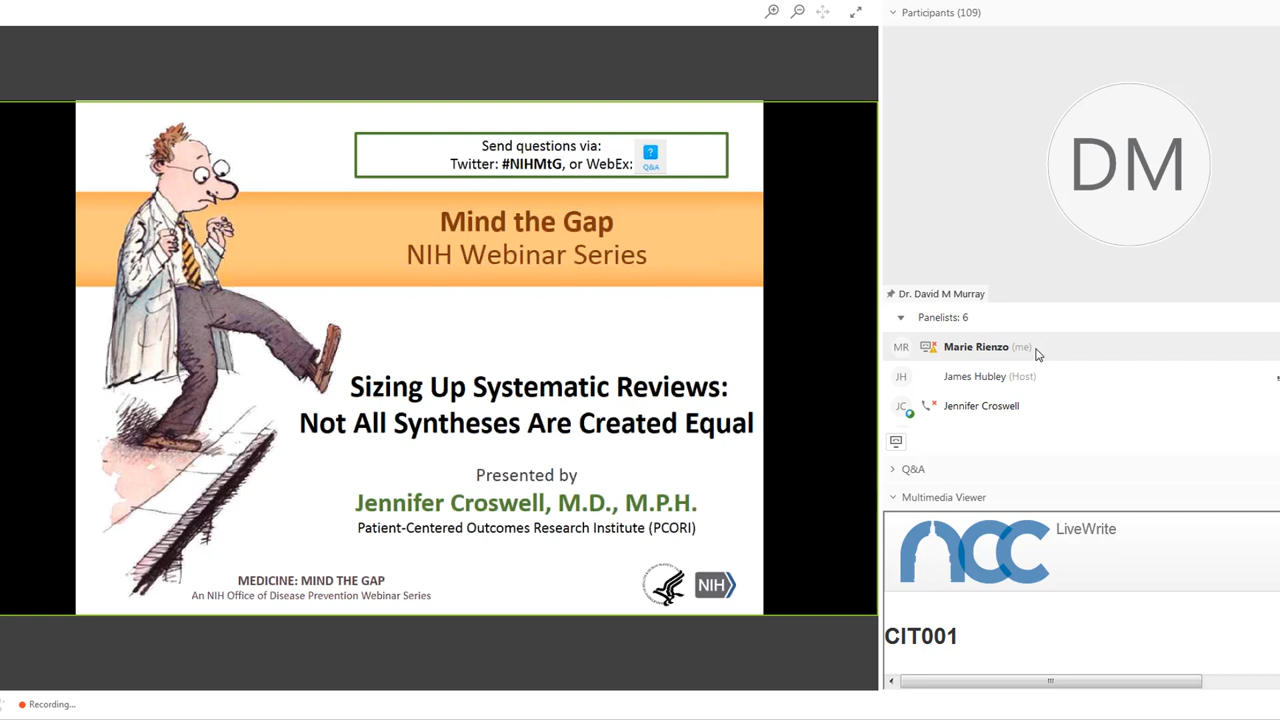 Send questions via:
Twitter: #NIHMtG, or WebEx:
Q&A
Mind the Gap
NIH Webinar Series
Sizing Up Systematic Reviews:
Not All Syntheses Are Created Equal
Presented by
Jennifer Croswell, M.D., M.P.H.
Patient-Centered Outcomes Research Institute (PCORI)
MEDICINE: MIND THE GAP
An NIH Office of Disease Prevention Webinar Series
NIH
Recording...
Participants (109)
DM
Dr. David M Murray
Panelists: 6
MR Marie Rienzo (me)
JH James Hubley (Host)
JC Jennifer Croswell
Q&A
Multimedia Viewer
ACC LiveWrite
CIT001